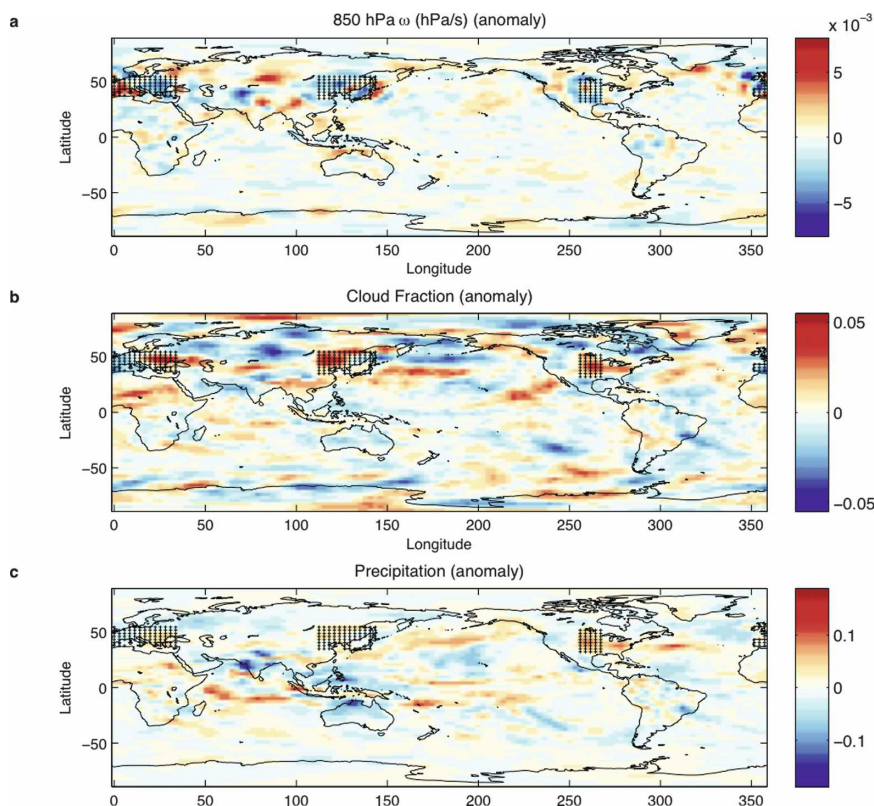 a
850 hPa ω (hPa/s) (anomaly)
x 10⁻³
Latitude
50
0
−50
0 50 100 150 200 250 300 350
Longitude
5
0
−5
b
Cloud Fraction (anomaly)
Latitude
50
0
−50
0 50 100 150 200 250 300 350
Longitude
0.05
0
−0.05
c
Precipitation (anomaly)
Latitude
50
0
−50
0 50 100 150 200 250 300 350
0.1
0
−0.1